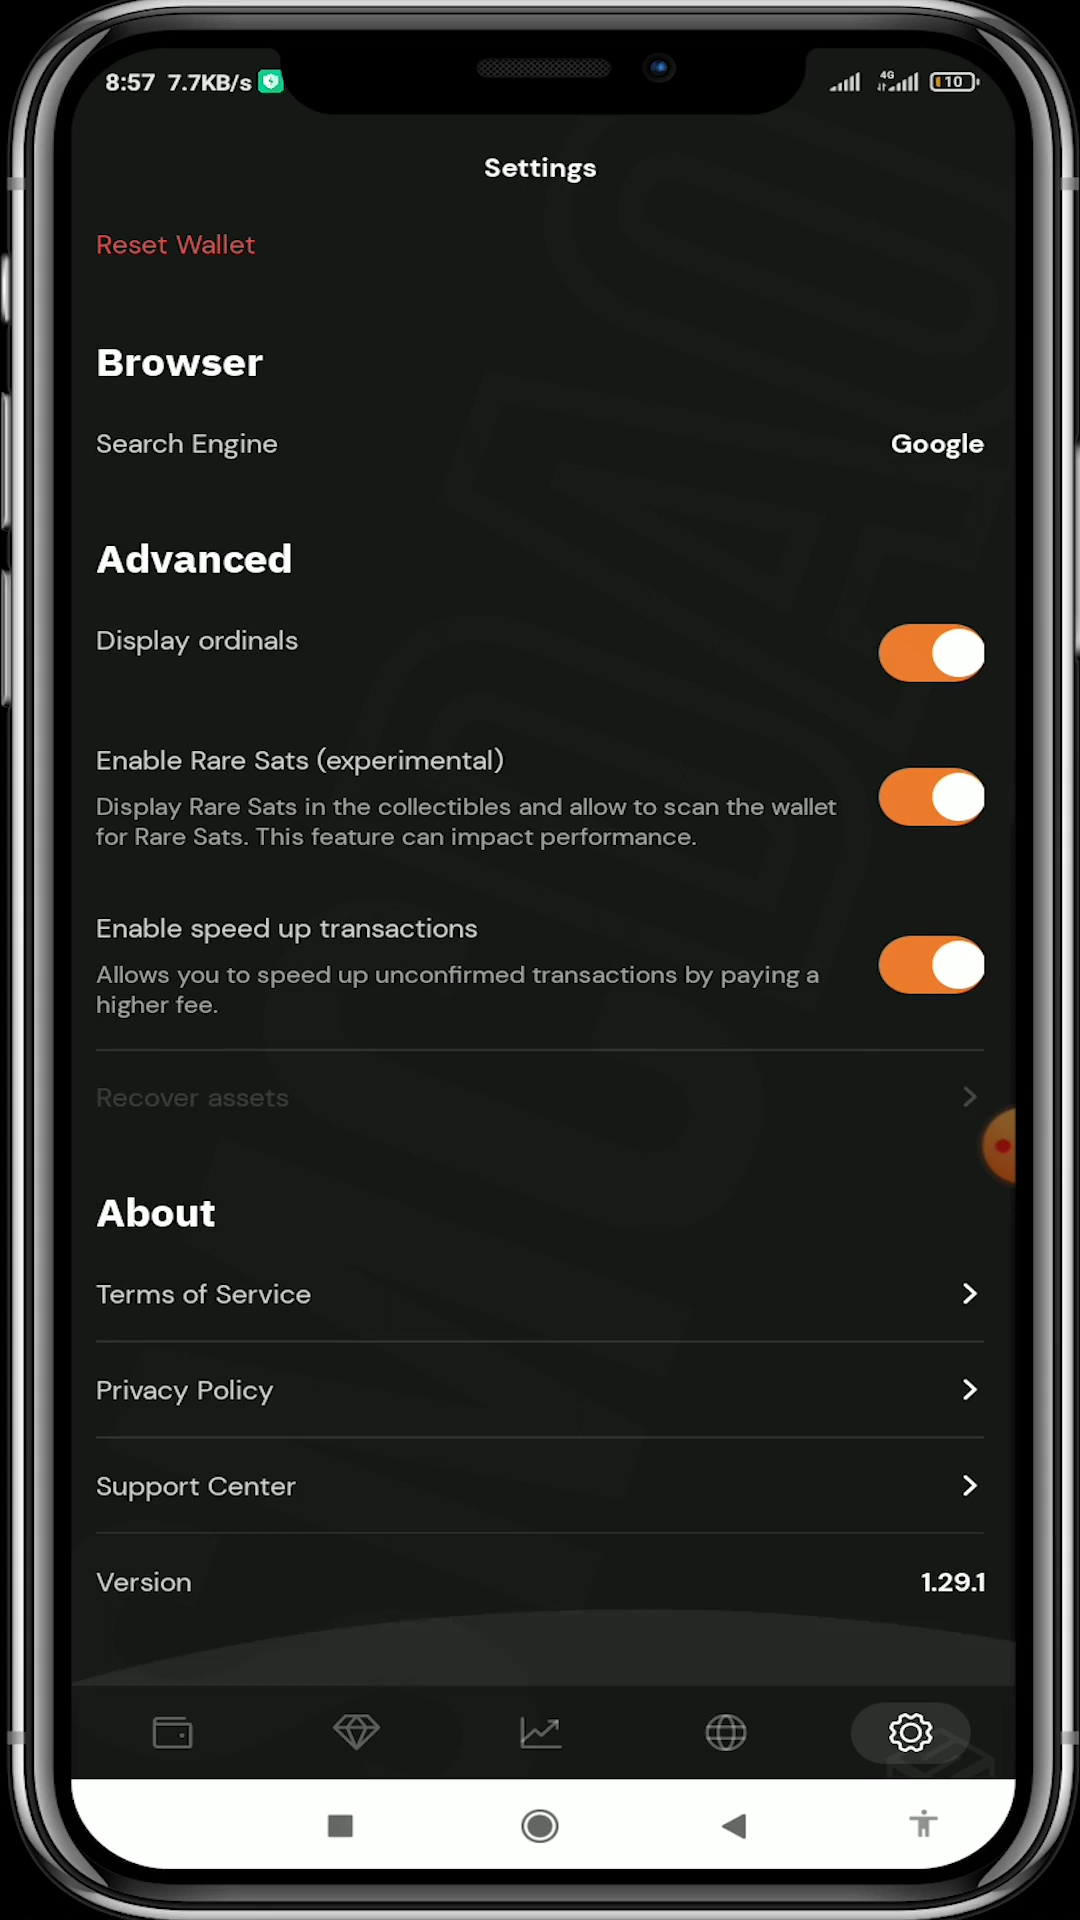 8:57 7.7KB/s
4G
10
Settings
Reset Wallet
Browser
Search Engine
Google
Advanced
Display ordinals
Enable Rare Sats (experimental)
Display Rare Sats in the collectibles and allow to scan the wallet
for Rare Sats. This feature can impact performance.
Enable speed up transactions
Allows you to speed up unconfirmed transactions by paying a
higher fee.
Recover assets
About
Terms of Service
Privacy Policy
Support Center
Version
1.29.1